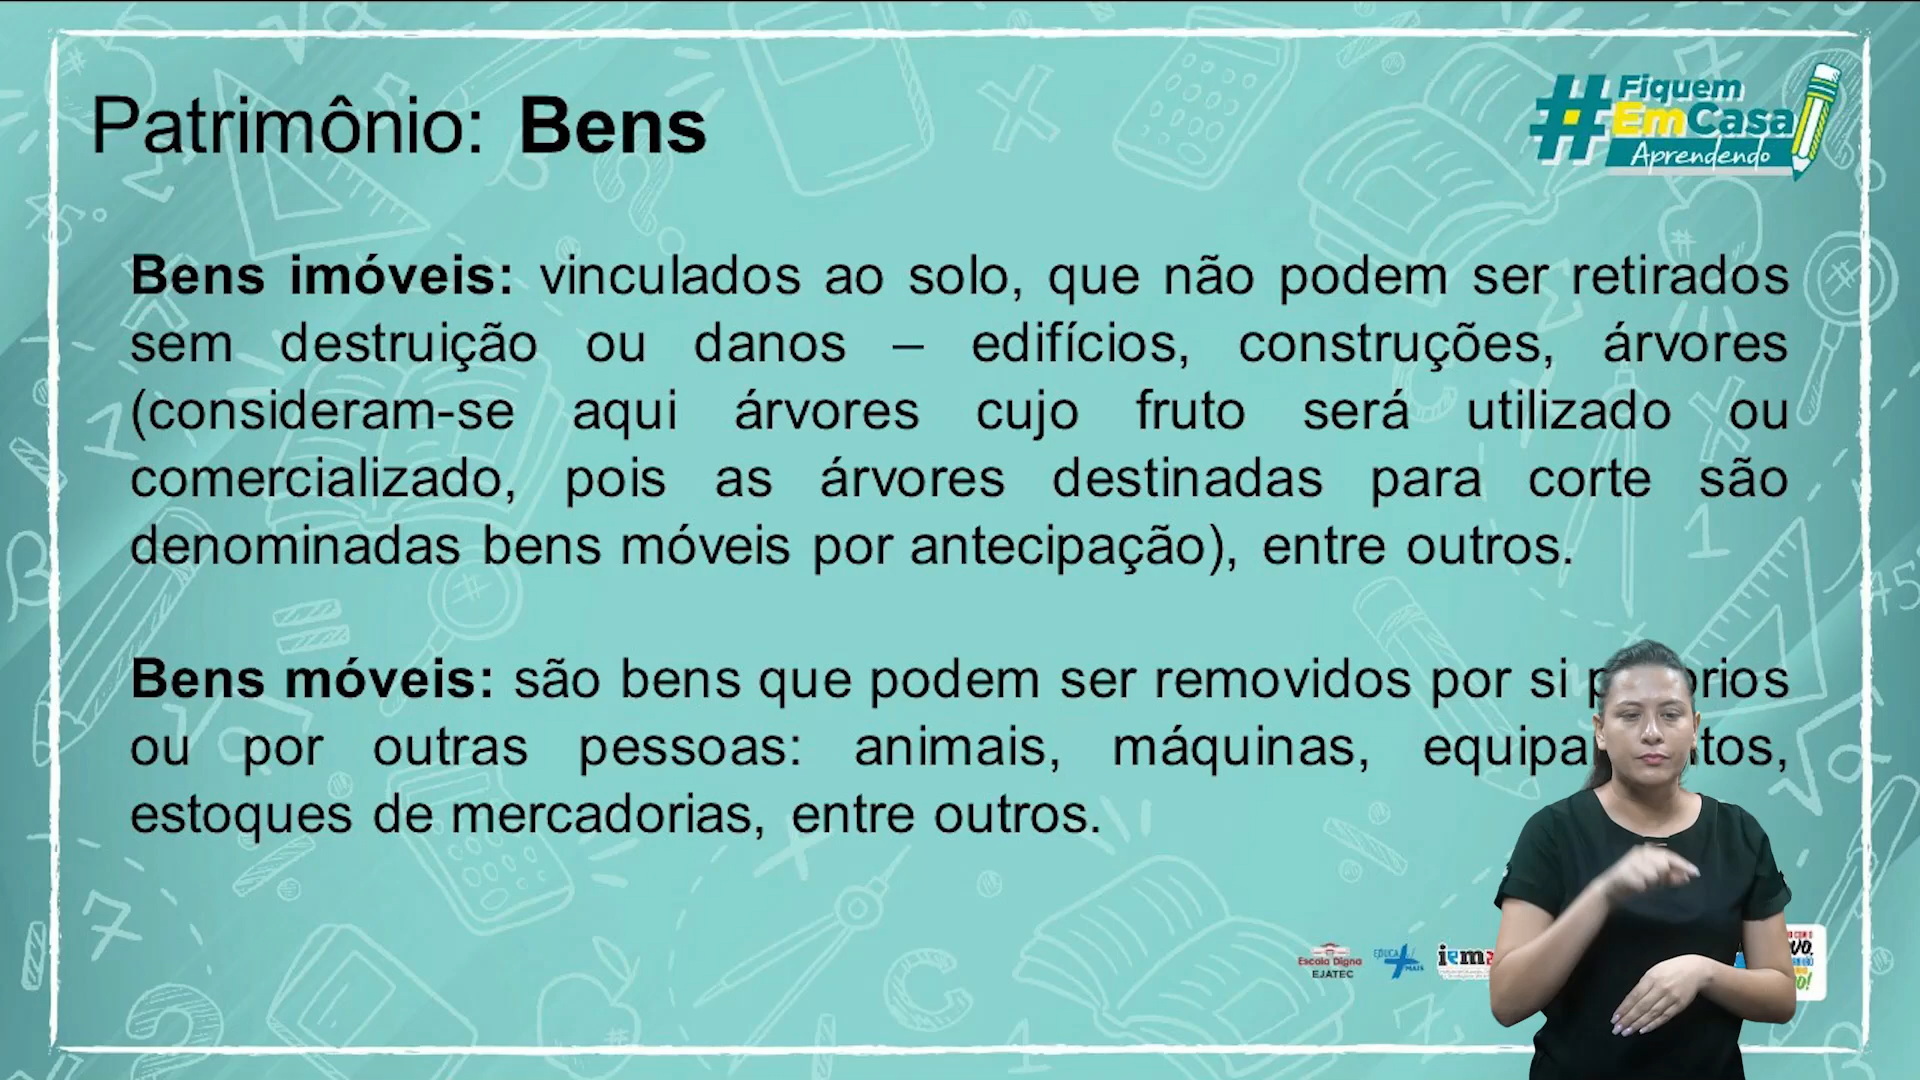 Patrimônio: Bens
#Fiquem
EmCasa
Aprendendo
Bens imóveis: vinculados ao solo, que não podem ser retirados
sem destruição ou danos – edifícios, construções, árvores
(consideram-se aqui árvores cujo fruto será utilizado ou
comercializado, pois as árvores destinadas para corte são
denominadas bens móveis por antecipação), entre outros.
Bens móveis: são bens que podem ser removidos por si
ou por outras pessoas: animais, máquinas,
estoques de mercadorias, entre outros.
Escola Digna
EJATEC
EDUCA
MAIS